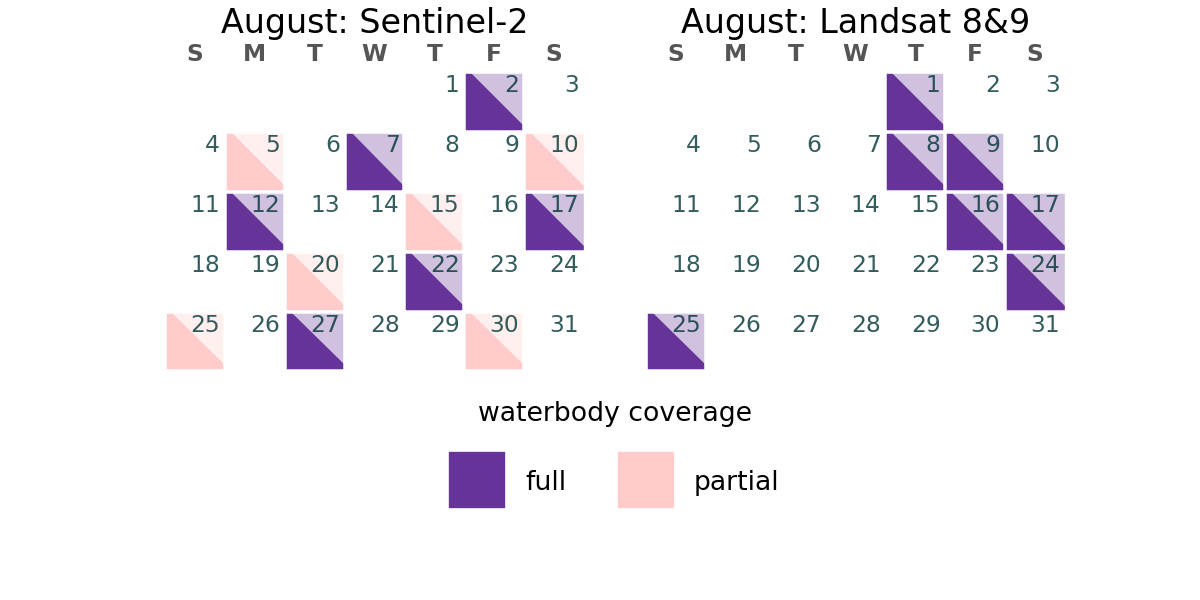 August: Sentinel-2
S M T W T F S
1 2 3
4 5 6 7 8 9 10
11 12 13 14 15 16 17
18 19 20 21 22 23 24
25 26 27 28 29 30 31
August: Landsat 8&9
S M T W T F S
1 2 3
4 5 6 7 8 9 10
11 12 13 14 15 16 17
18 19 20 21 22 23 24
25 26 27 28 29 30 31
waterbody coverage
full partial